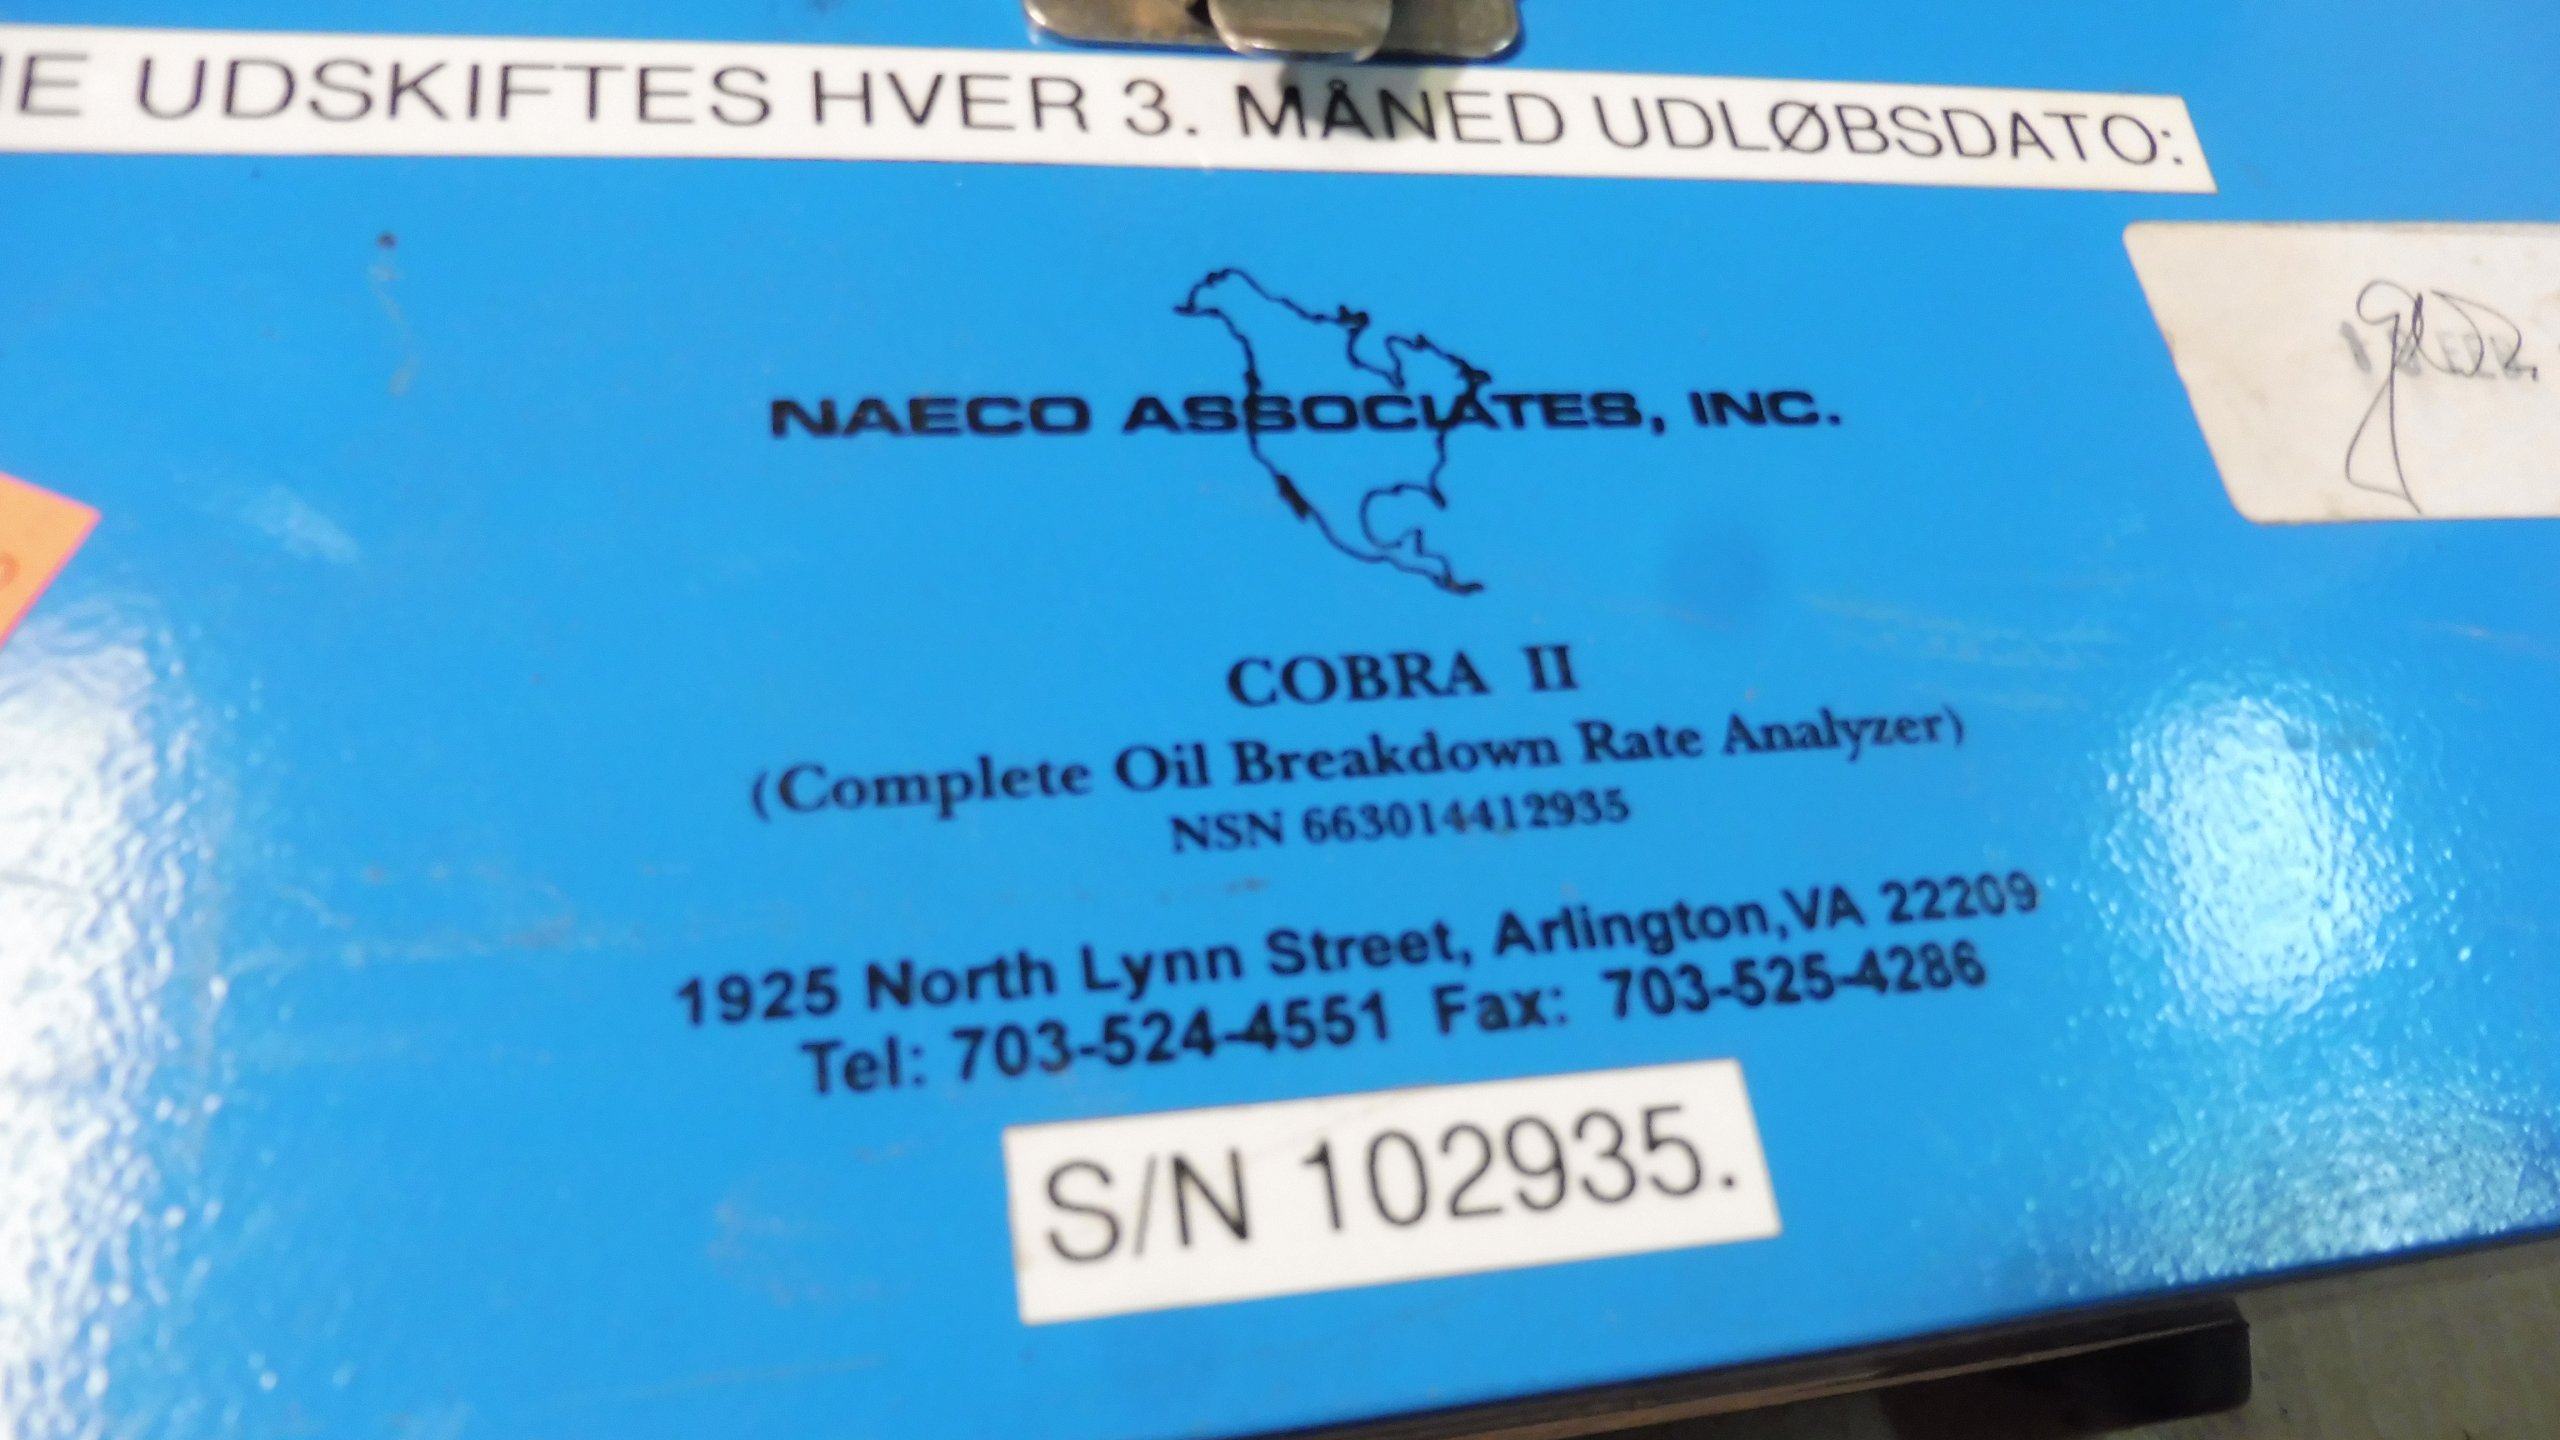 UDSKIFTES HVER 3. MÅNED UDLØBSDATO:
NAECO ASSOCIATES, INC.
COBRA II
(Complete Oil Breakdown Rate Analyzer)
NSN 663014412935
1925 North Lynn Street, Arlington,VA 22209
Tel: 703-524-4551 Fax: 703-525-4286
S/N 102935.